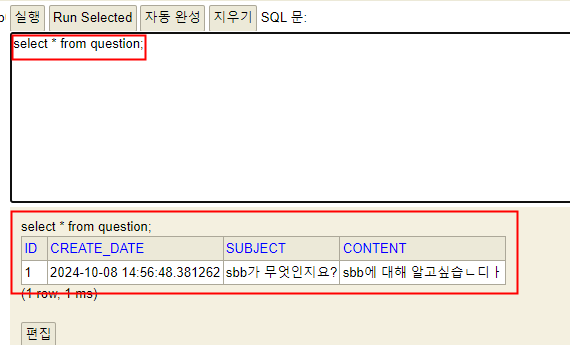 실행 Run Selected 자동 완성 지우기 SQL 문:
select * from question;
select * from question;
ID CREATE_DATE SUBJECT CONTENT
1 2024-10-08 14:56:48.381262 sbb가 무엇인지요? sbb에 대해 알고싶습ㄴ디ㅏ
(1 row, 1 ms)
편집